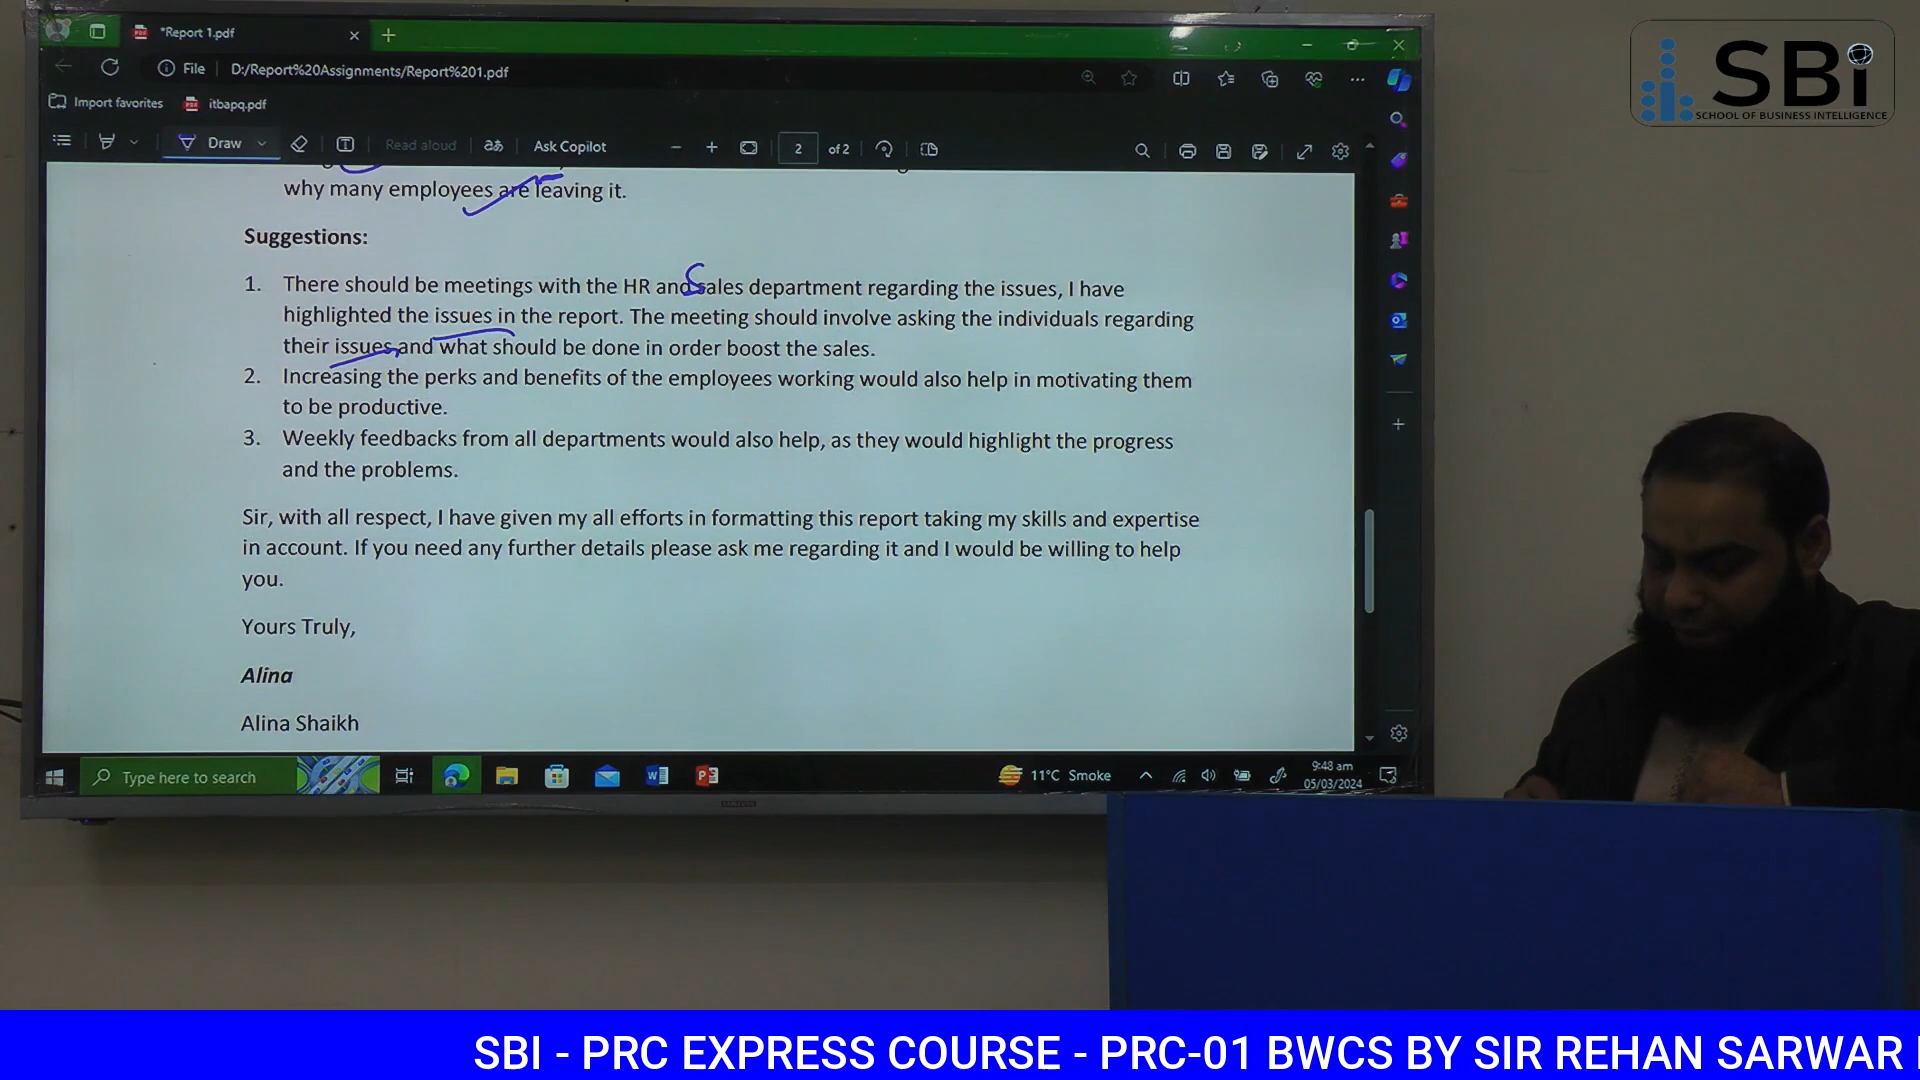 *Report 1.pdf
File D:/Report%20Assignments/Report%201.pdf
Import favorites itbapq.pdf
Draw Read aloud Ask Copilot 2 of 2
why many employees are leaving it.
Suggestions:
1. There should be meetings with the HR and Sales department regarding the issues, I have
highlighted the issues in the report. The meeting should involve asking the individuals regarding
their issues and what should be done in order boost the sales.
2. Increasing the perks and benefits of the employees working would also help in motivating them
to be productive.
3. Weekly feedbacks from all departments would also help, as they would highlight the progress
and the problems.
Sir, with all respect, I have given my all efforts in formatting this report taking my skills and expertise
in account. If you need any further details please ask me regarding it and I would be willing to help
you.
Yours Truly,
Alina
Alina Shaikh
Type here to search 11°C Smoke 9:48 am
05/03/2024
SAMSUNG
SBi
SCHOOL OF BUSINESS INTELLIGENCE
SBI - PRC EXPRESS COURSE - PRC-01 BWCS BY SIR REHAN SARWAR